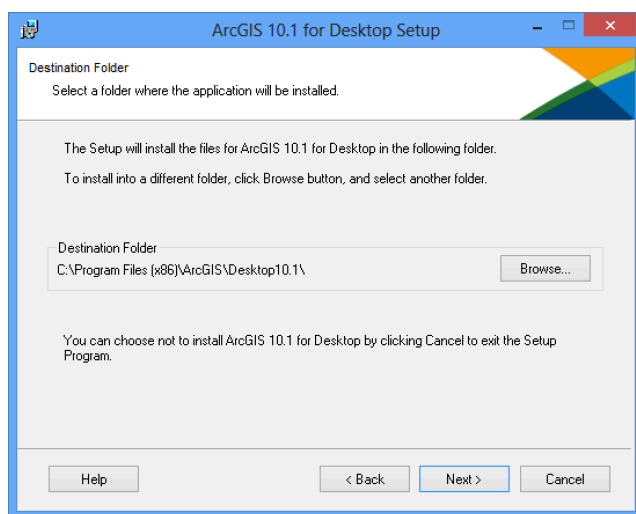 ArcGIS 10.1 for Desktop Setup
Destination Folder
Select a folder where the application will be installed.
The Setup will install the files for ArcGIS 10.1 for Desktop in the following folder.
To install into a different folder, click Browse button, and select another folder.
Destination Folder
C:\Program Files (x86)\ArcGIS\Desktop10.1\
Browse...
You can choose not to install ArcGIS 10.1 for Desktop by clicking Cancel to exit the Setup
Program.
Help
< Back
Next >
Cancel